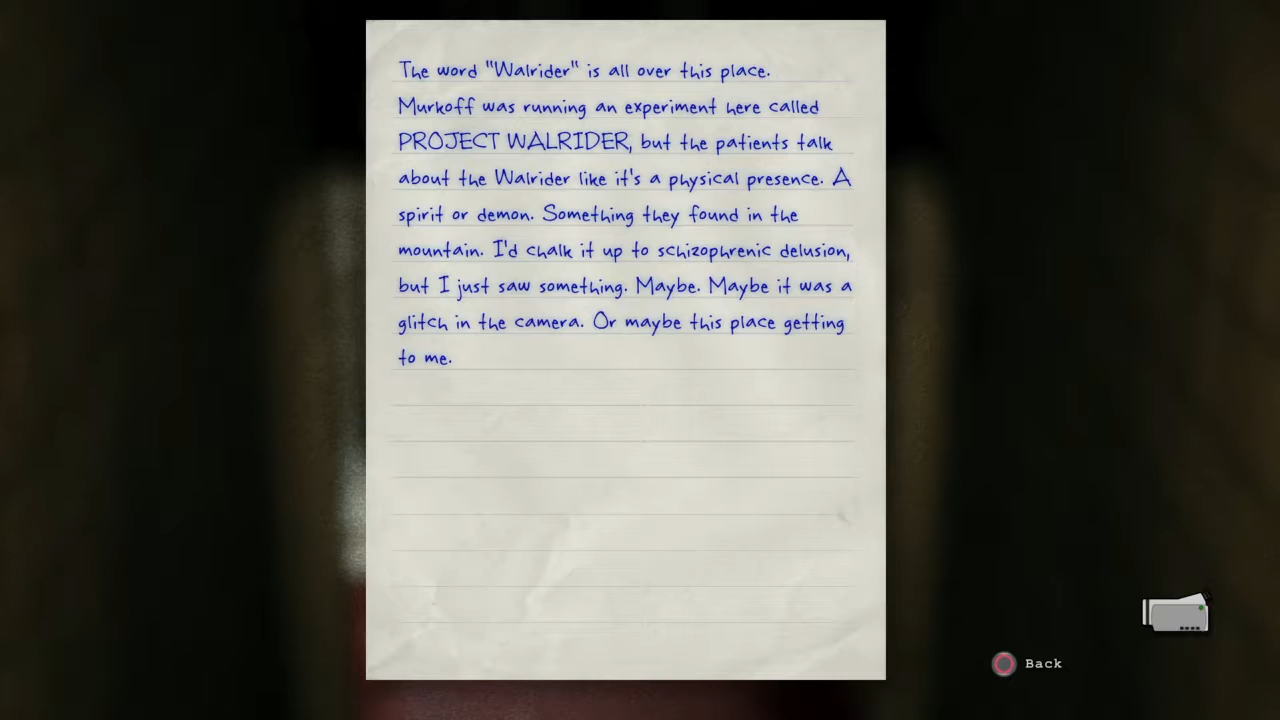 The word "Walrider" is all over this place.
Murkoff was running an experiment here called
PROJECT WALRIDER, but the patients talk
about the Walrider like it's a physical presence. A
spirit or demon. Something they found in the
mountain. I'd chalk it up to schizophrenic delusion,
but I just saw something. Maybe. Maybe it was a
glitch in the camera. Or maybe this place getting
to me.
Back